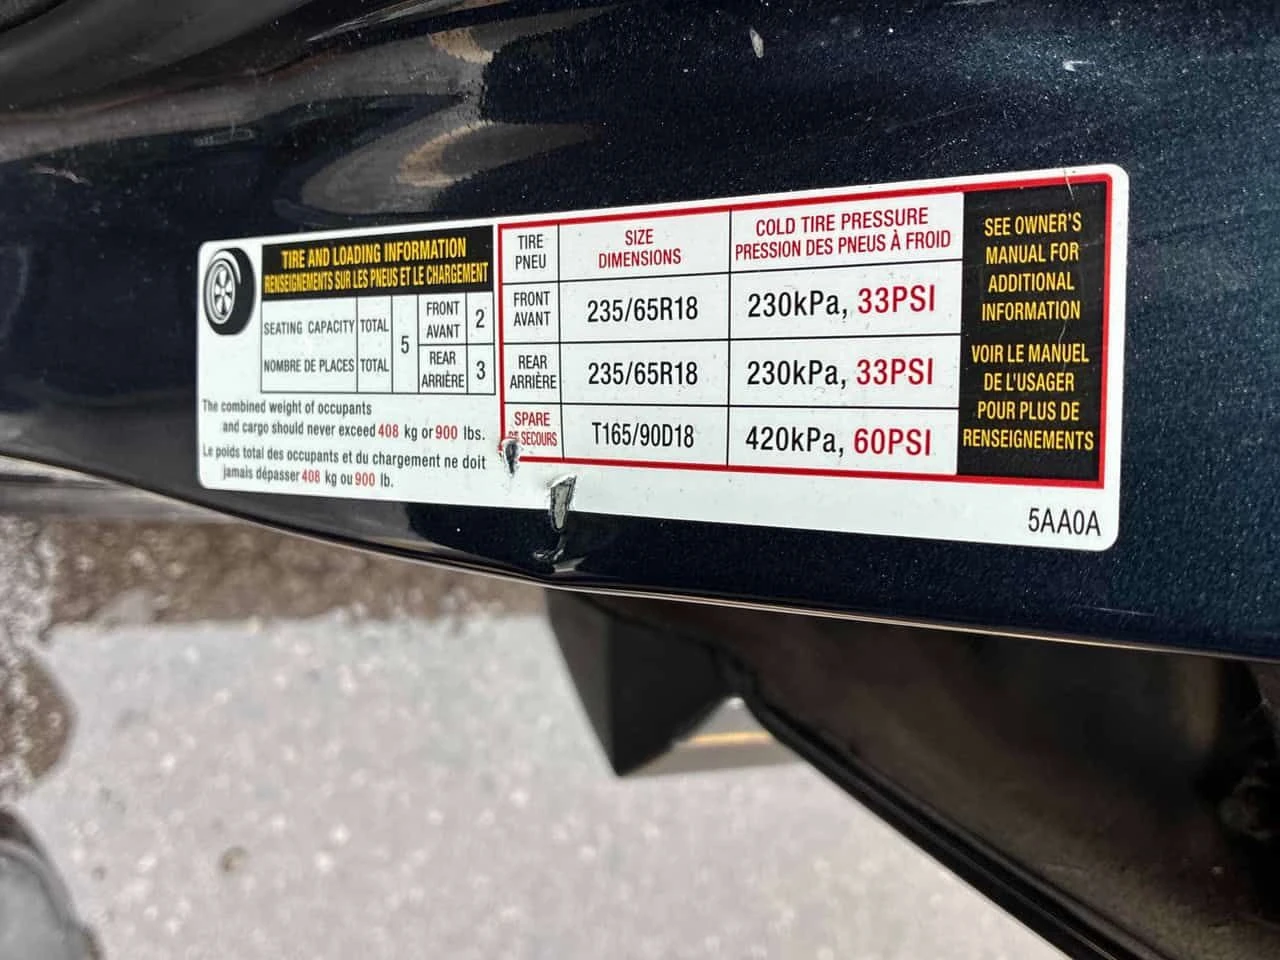 TIRE AND LOADING INFORMATION
RENSEIGNEMENTS SUR LES PNEUS ET LE CHARGEMENT
SEATING CAPACITY TOTAL
NOMBRE DE PLACES TOTAL
5
FRONT
AVANT
2
REAR
ARRIÈRE
3
The combined weight of occupants
and cargo should never exceed 408 kg or 900 lbs.
Le poids total des occupants et du chargement ne doit
jamais dépasser 408 kg ou 900 lb.
TIRE
PNEU
SIZE
DIMENSIONS
COLD TIRE PRESSURE
PRESSION DES PNEUS À FROID
FRONT
AVANT
235/65R18
230kPa, 33PSI
REAR
ARRIÈRE
235/65R18
230kPa, 33PSI
SPARE
DE SECOURS
T165/90D18
420kPa, 60PSI
SEE OWNER'S
MANUAL FOR
ADDITIONAL
INFORMATION
VOIR LE MANUEL
DE L'USAGER
POUR PLUS DE
RENSEIGNEMENTS
5AA0A